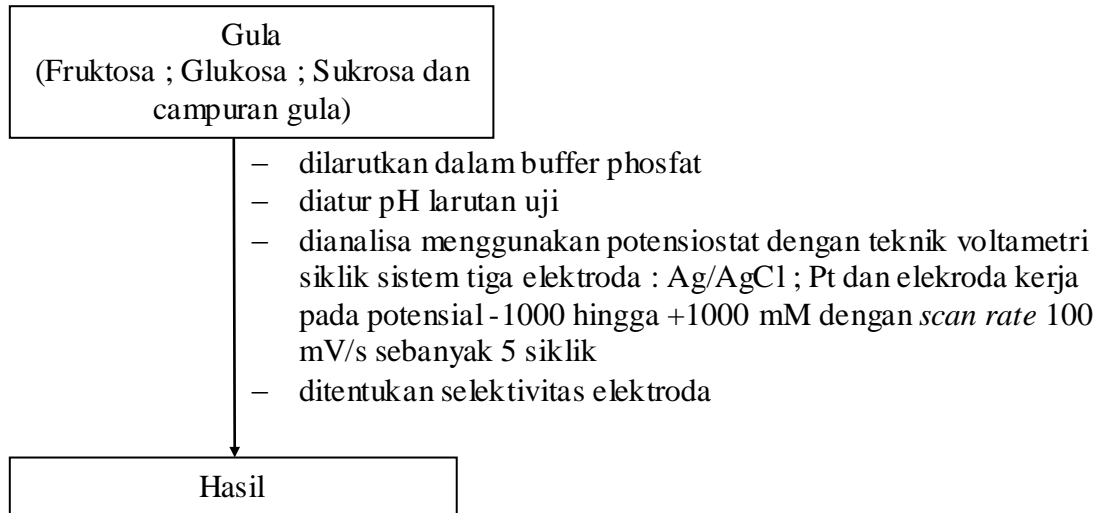 Gula
(Fruktosa ; Glukosa ; Sukrosa dan
campuran gula)
– dilarutkan dalam buffer phosfat
– diatur pH larutan uji
– dianalisa menggunakan potensiostat dengan teknik voltametri
siklik sistem tiga elektroda : Ag/AgCl ; Pt dan elekroda kerja
pada potensial -1000 hingga +1000 mM dengan scan rate 100
mV/s sebanyak 5 siklik
– ditentukan selektivitas elektroda
Hasil